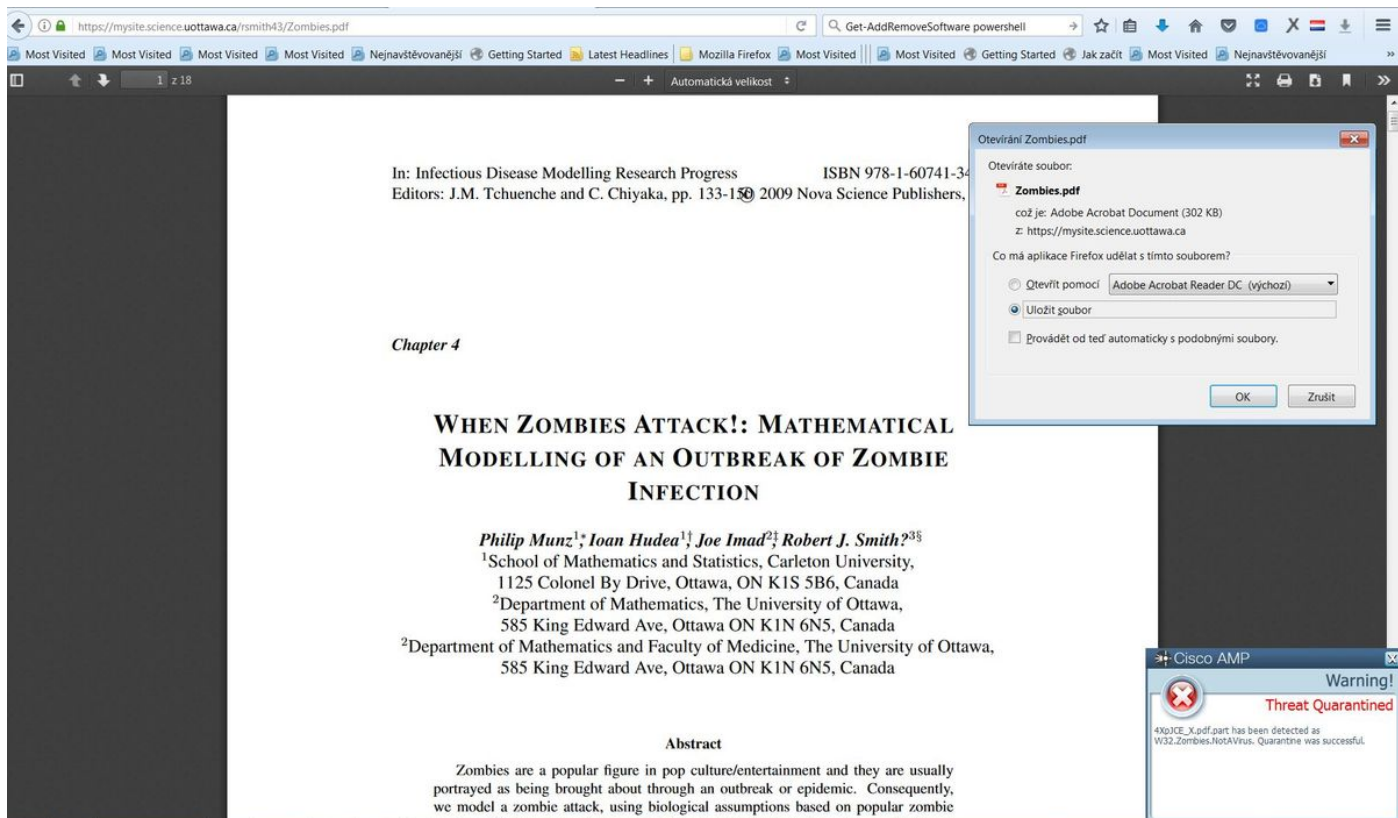 https://mysite.science.uottawa.ca/rsmith43/Zombies.pdf
Get-AddRemoveSoftware powershell
Most Visited Most Visited Most Visited Most Visited Nejnavštěvovanější Getting Started Latest Headlines Mozilla Firefox Most Visited Most Visited Getting Started Jak začít Most Visited Nejnavštěvovanější »
1 z 18 − + Automatická velikost
In: Infectious Disease Modelling Research Progress ISBN 978-1-60741-34
Editors: J.M. Tchuenche and C. Chiyaka, pp. 133-150 © 2009 Nova Science Publishers,
Chapter 4
WHEN ZOMBIES ATTACK!: MATHEMATICAL
MODELLING OF AN OUTBREAK OF ZOMBIE
INFECTION
Philip Munz1*, Ioan Hudea1†, Joe Imad2‡, Robert J. Smith?3§
1School of Mathematics and Statistics, Carleton University,
1125 Colonel By Drive, Ottawa, ON K1S 5B6, Canada
2Department of Mathematics, The University of Ottawa,
585 King Edward Ave, Ottawa ON K1N 6N5, Canada
2Department of Mathematics and Faculty of Medicine, The University of Ottawa,
585 King Edward Ave, Ottawa ON K1N 6N5, Canada
Abstract
Zombies are a popular figure in pop culture/entertainment and they are usually
portrayed as being brought about through an outbreak or epidemic. Consequently,
we model a zombie attack, using biological assumptions based on popular zombie
Otevírání Zombies.pdf
Otevíráte soubor:
Zombies.pdf
což je: Adobe Acrobat Document (302 KB)
z: https://mysite.science.uottawa.ca
Co má aplikace Firefox udělat s tímto souborem?
Otevřít pomocí Adobe Acrobat Reader DC (výchozí)
Uložit soubor
Provádět od teď automaticky s podobnými soubory.
OK Zrušit
Cisco AMP
Warning!
Threat Quarantined
4XpJCE_X.pdf.part has been detected as
W32.Zombies.NotAVirus. Quarantine was successful.